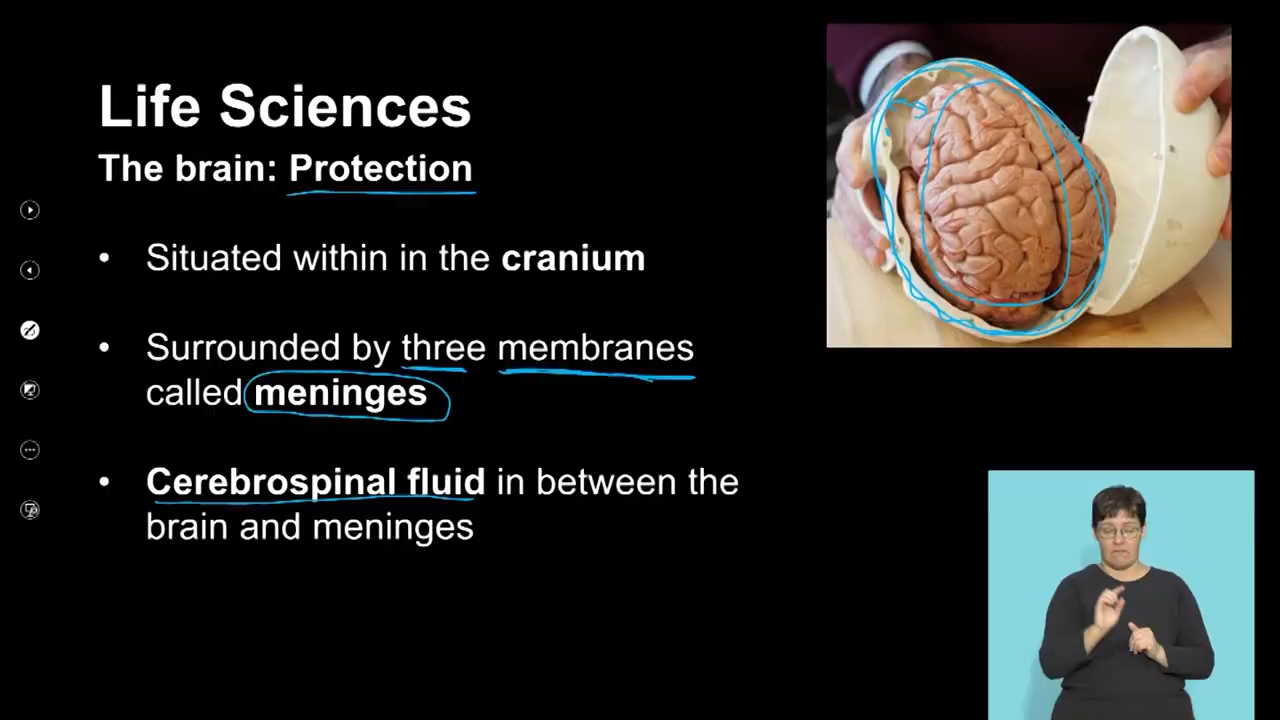 Life Sciences
The brain: Protection
• Situated within in the cranium
• Surrounded by three membranes
called meninges
• Cerebrospinal fluid in between the
brain and meninges